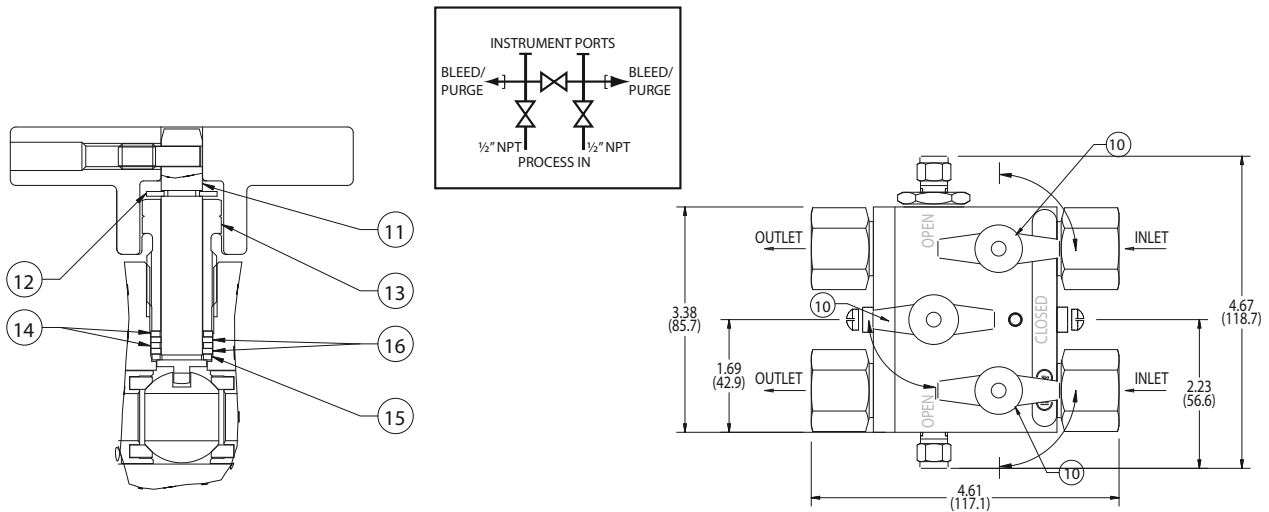 INSTRUMENT PORTS
BLEED/
PURGE
BLEED/
PURGE
½" NPT
½" NPT
PROCESS IN
11
12
13
14
16
15
10
OUTLET
OPEN
INLET
3.38
(85.7)
10
CLOSED
4.67
(118.7)
1.69
(42.9)
OUTLET
OPEN
INLET
2.23
(56.6)
10
4.61
(117.1)